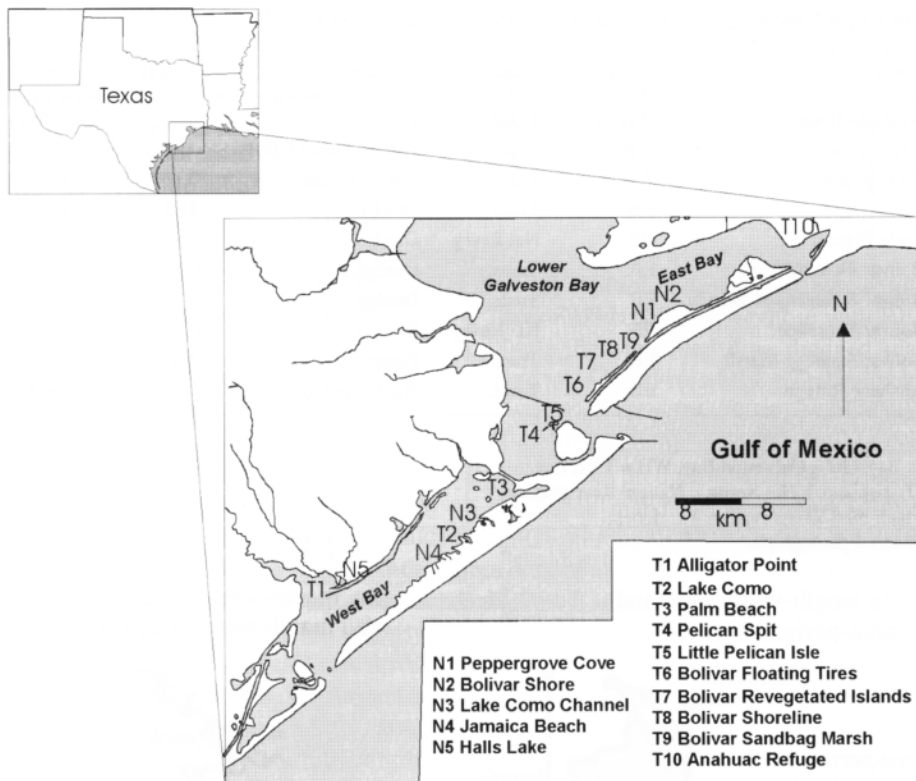 Texas
T10
Lower
Galveston Bay
East Bay
N2
N1
N
T9
T8
T7
T6
T5
T4
Gulf of Mexico
T3
N3
8 8
km
T2
N4
N5
T1
West Bay
T1 Alligator Point
T2 Lake Como
T3 Palm Beach
T4 Pelican Spit
T5 Little Pelican Isle
T6 Bolivar Floating Tires
T7 Bolivar Revegetated Islands
T8 Bolivar Shoreline
T9 Bolivar Sandbag Marsh
T10 Anahuac Refuge
N1 Peppergrove Cove
N2 Bolivar Shore
N3 Lake Como Channel
N4 Jamaica Beach
N5 Halls Lake